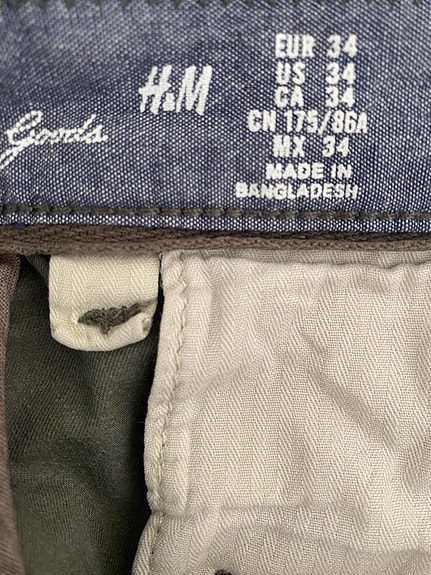 Goods
H&M
EUR 34
US 34
CA 34
CN 175/86A
MX 34
MADE IN
BANGLADESH